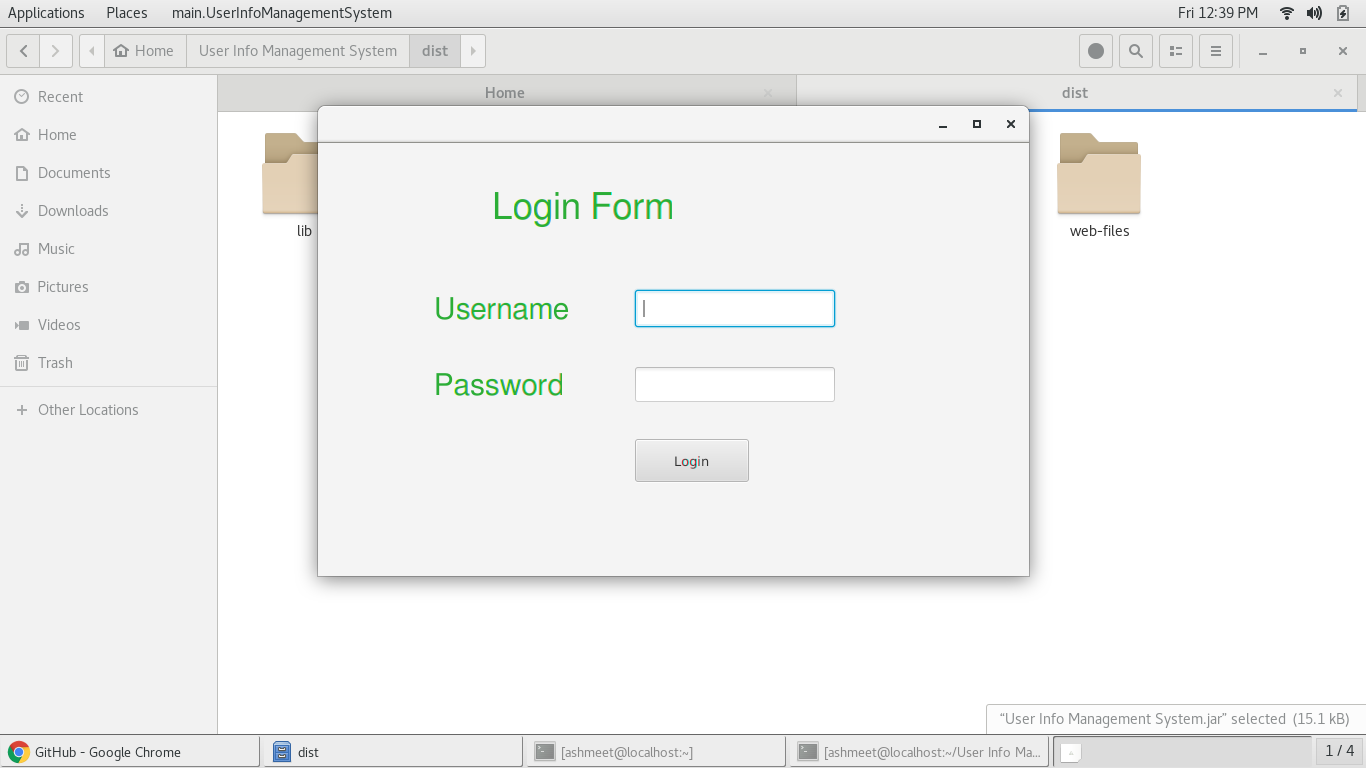 Applications Places main.UserInfoManagementSystem Fri 12:39 PM
Home User Info Management System dist
Recent
Home
Documents
Downloads
Music
Pictures
Videos
Trash
Other Locations
Home dist
lib
web-files
Login Form
Username
Password
Login
“User Info Management System.jar” selected (15.1 kB)
GitHub - Google Chrome dist [ashmeet@localhost:~] [ashmeet@localhost:~/User Info Ma... 1 / 4